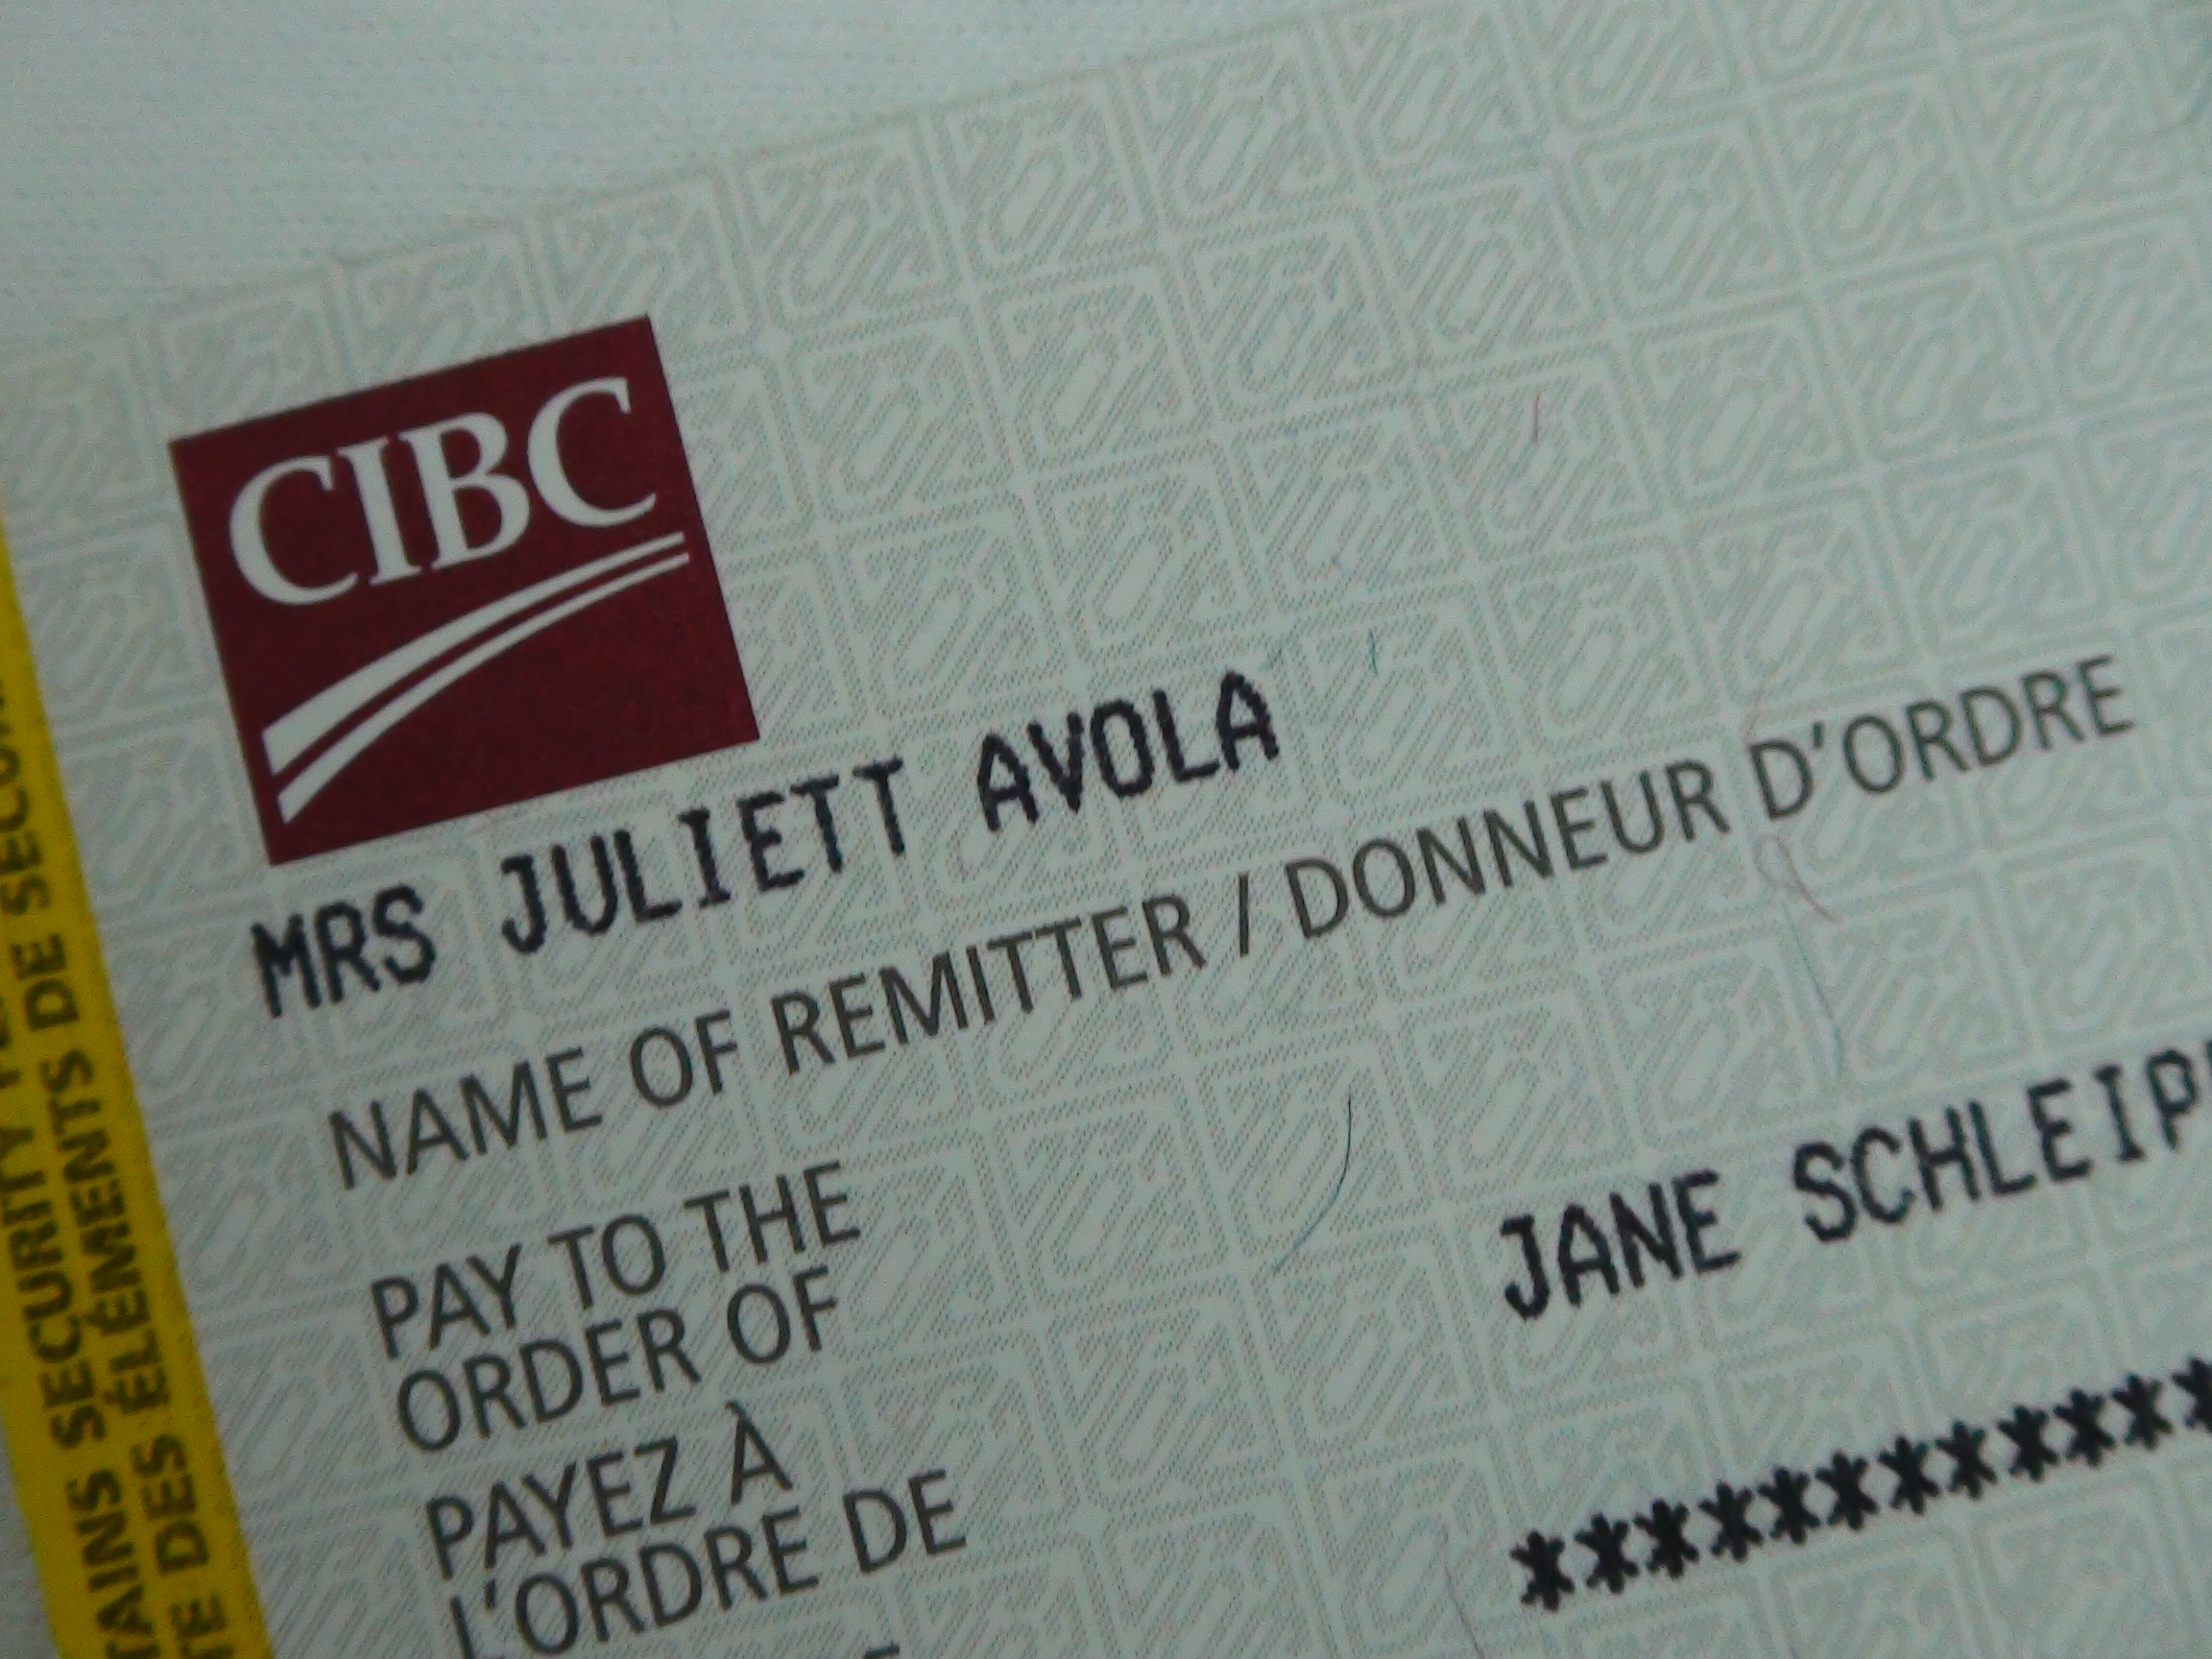 CIBC
MRS JULIETT AVOLA
NAME OF REMITTER / DONNEUR D'ORDRE
PAY TO THE
ORDER OF
JANE SCHLEIP
PAYEZ À
L'ORDRE DE
***********
TAINS SECURITY
TE DES ÉLÉMENTS DE